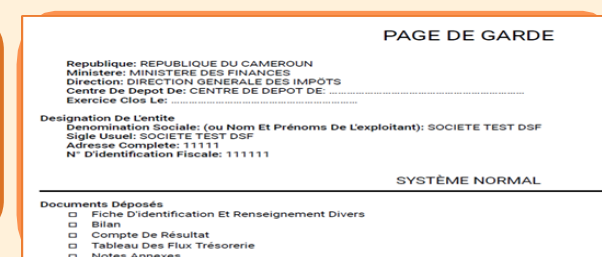 PAGE DE GARDE
Republique: REPUBLIQUE DU CAMEROUN
Ministere: MINISTERE DES FINANCES
Direction: DIRECTION GENERALE DES IMPÔTS
Centre De Depot De: CENTRE DE DEPOT DE: ................................................
Exercice Clos Le: ................................................
Designation De L'entite
Denomination Sociale: (ou Nom Et Prénoms De L'exploitant): SOCIETE TEST DSF
Sigle Usuel: SOCIETE TEST DSF
Adresse Complete: 11111
N° D'identification Fiscale: 111111
SYSTÈME NORMAL
Documents Déposés
Fiche D'identification Et Renseignement Divers
Bilan
Compte De Résultat
Tableau Des Flux Trésorerie
Notes Annexes